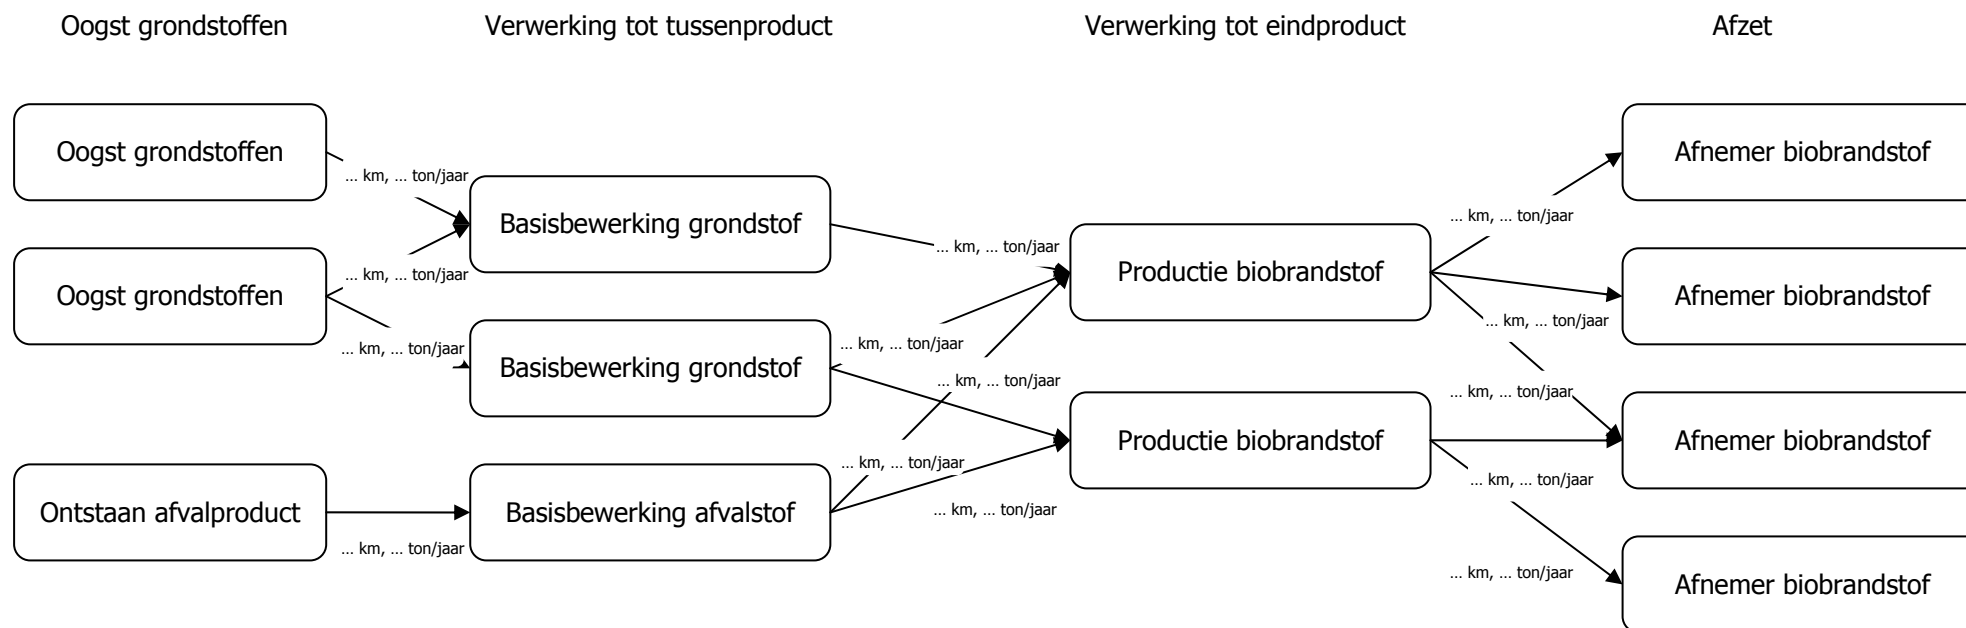 Oogst grondstoffen
Verwerking tot tussenproduct
Verwerking tot eindproduct
Afzet
Oogst grondstoffen
Oogst grondstoffen
Ontstaan afvalproduct
... km, ... ton/jaar
... km, ... ton/jaar
... km, ... ton/jaar
... km, ... ton/jaar
Basisbewerking grondstof
Basisbewerking grondstof
Basisbewerking afvalstof
... km, ... ton/jaar
... km, ... ton/jaar
... km, ... ton/jaar
... km, ... ton/jaar
... km, ... ton/jaar
Productie biobrandstof
Productie biobrandstof
... km, ... ton/jaar
... km, ... ton/jaar
... km, ... ton/jaar
... km, ... ton/jaar
... km, ... ton/jaar
Afnemer biobrandstof
Afnemer biobrandstof
Afnemer biobrandstof
Afnemer biobrandstof